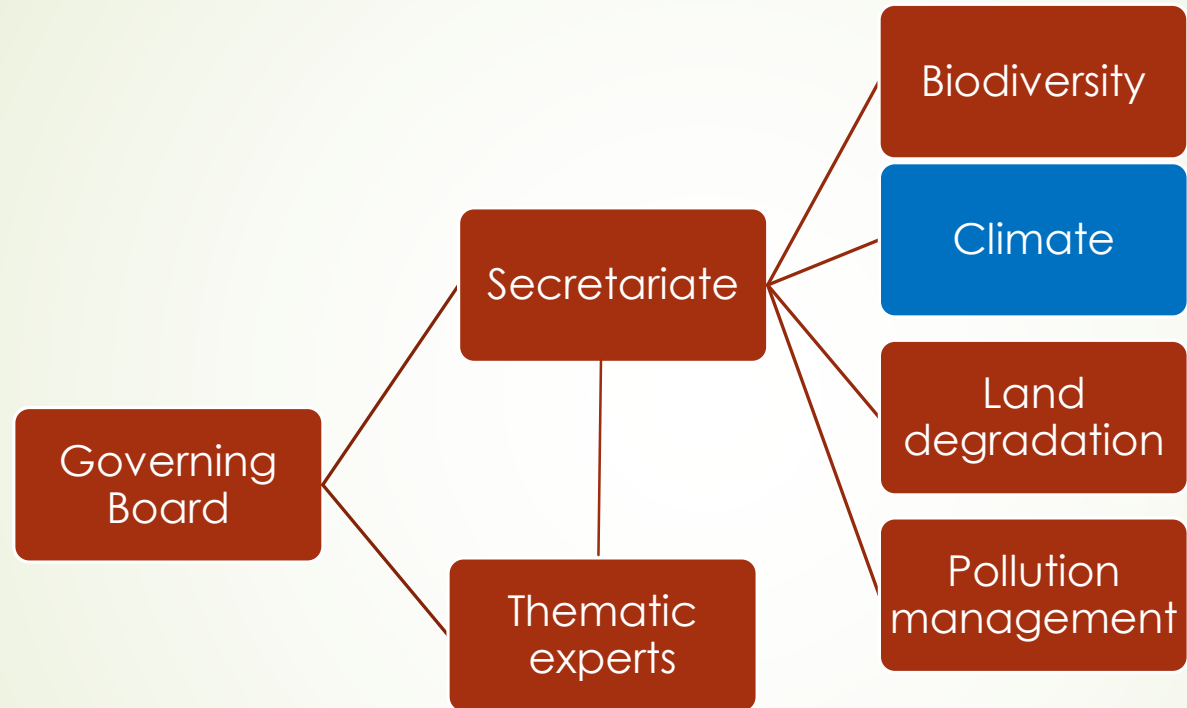 Biodiversity
Climate
Secretariate
Land
degradation
Governing
Board
Pollution
management
Thematic
experts